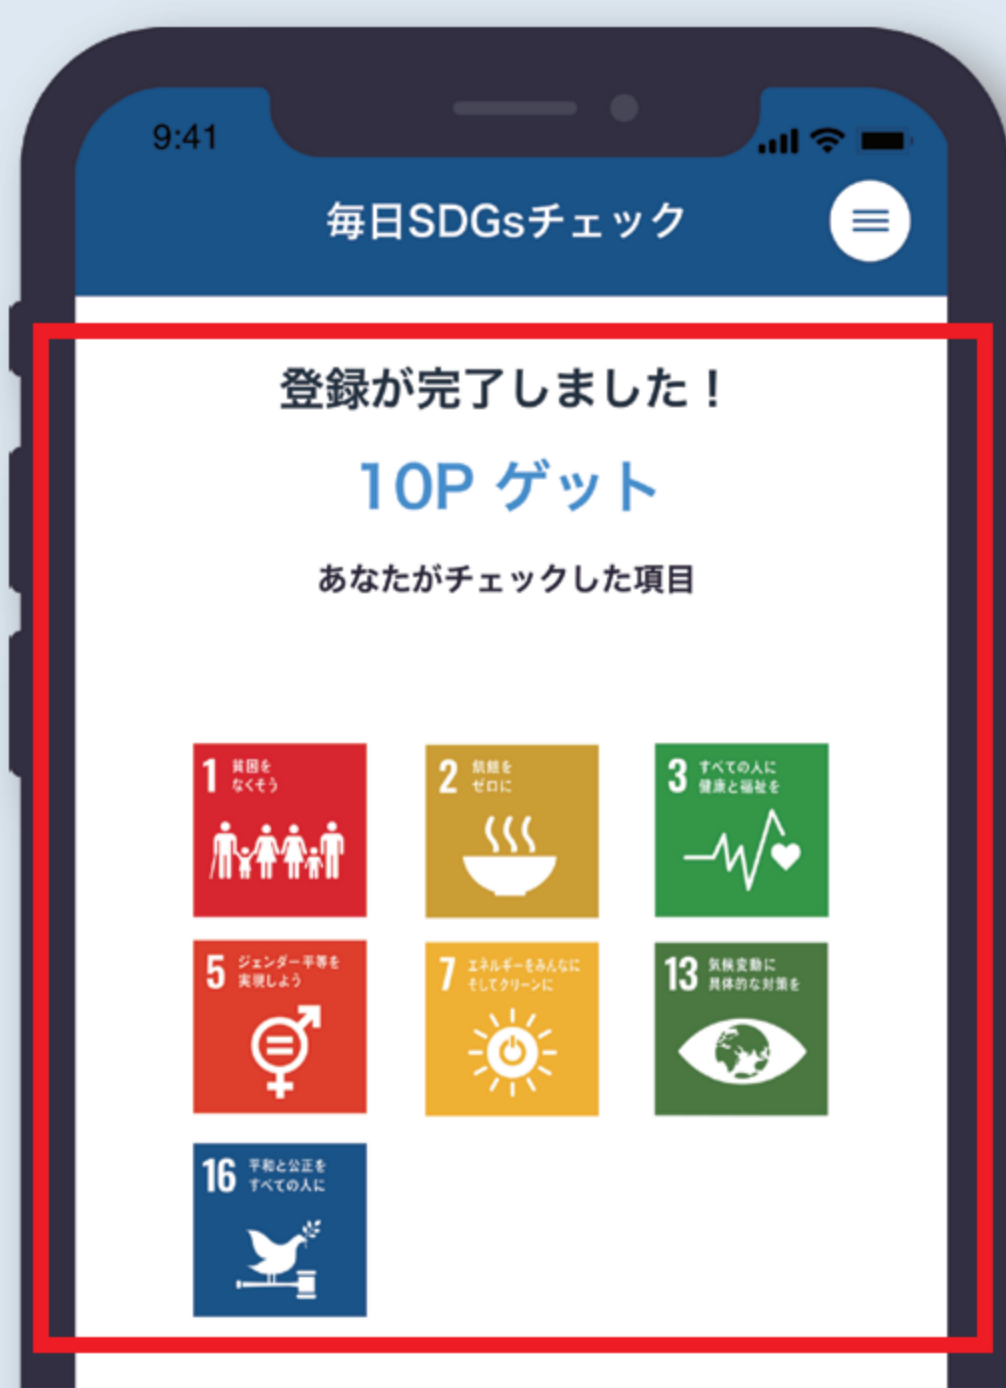 9:41
毎日SDGsチェック
登録が完了しました！
10P ゲット
あなたがチェックした項目
1 貧困を
なくそう
2 飢餓を
ゼロに
3 すべての人に
健康と福祉を
5 ジェンダー平等を
実現しよう
7 エネルギーをみんなに
そしてクリーンに
13 気候変動に
具体的な対策を
16 平和と公正を
すべての人に